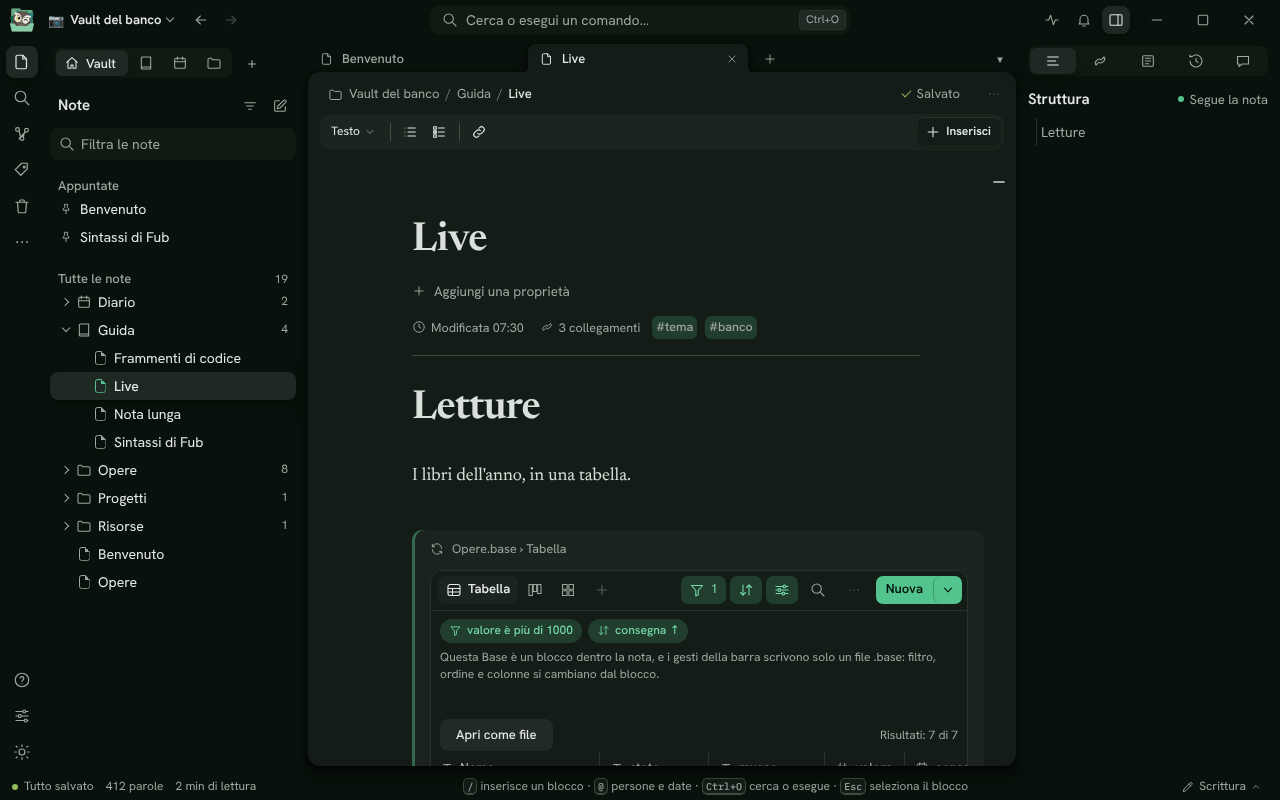 Vault del banco
Cerca o esegui un comando…
Ctrl+O
Vault
Benvenuto
Live
Note
Vault del banco / Guida / Live
Salvato
Struttura
Segue la nota
Letture
Testo
Inserisci
Filtra le note
Appuntate
Benvenuto
Sintassi di Fub
Tutte le note 19
Diario 2
Guida 4
Frammenti di codice
Live
Nota lunga
Sintassi di Fub
Opere 8
Progetti 1
Risorse 1
Benvenuto
Opere
Live
Aggiungi una proprietà
Modificata 07:30 3 collegamenti #tema #banco
Letture
I libri dell'anno, in una tabella.
Opere.base › Tabella
Tabella
1
Nuova
valore è più di 1000
consegna ↑
Questa Base è un blocco dentro la nota, e i gesti della barra scrivono solo un file .base: filtro,
ordine e colonne si cambiano dal blocco.
Apri come file
Risultati: 7 di 7
Tutto salvato 412 parole 2 min di lettura
/ inserisce un blocco · @ persone e date · Ctrl+O cerca o esegue · Esc seleziona il blocco
Scrittura